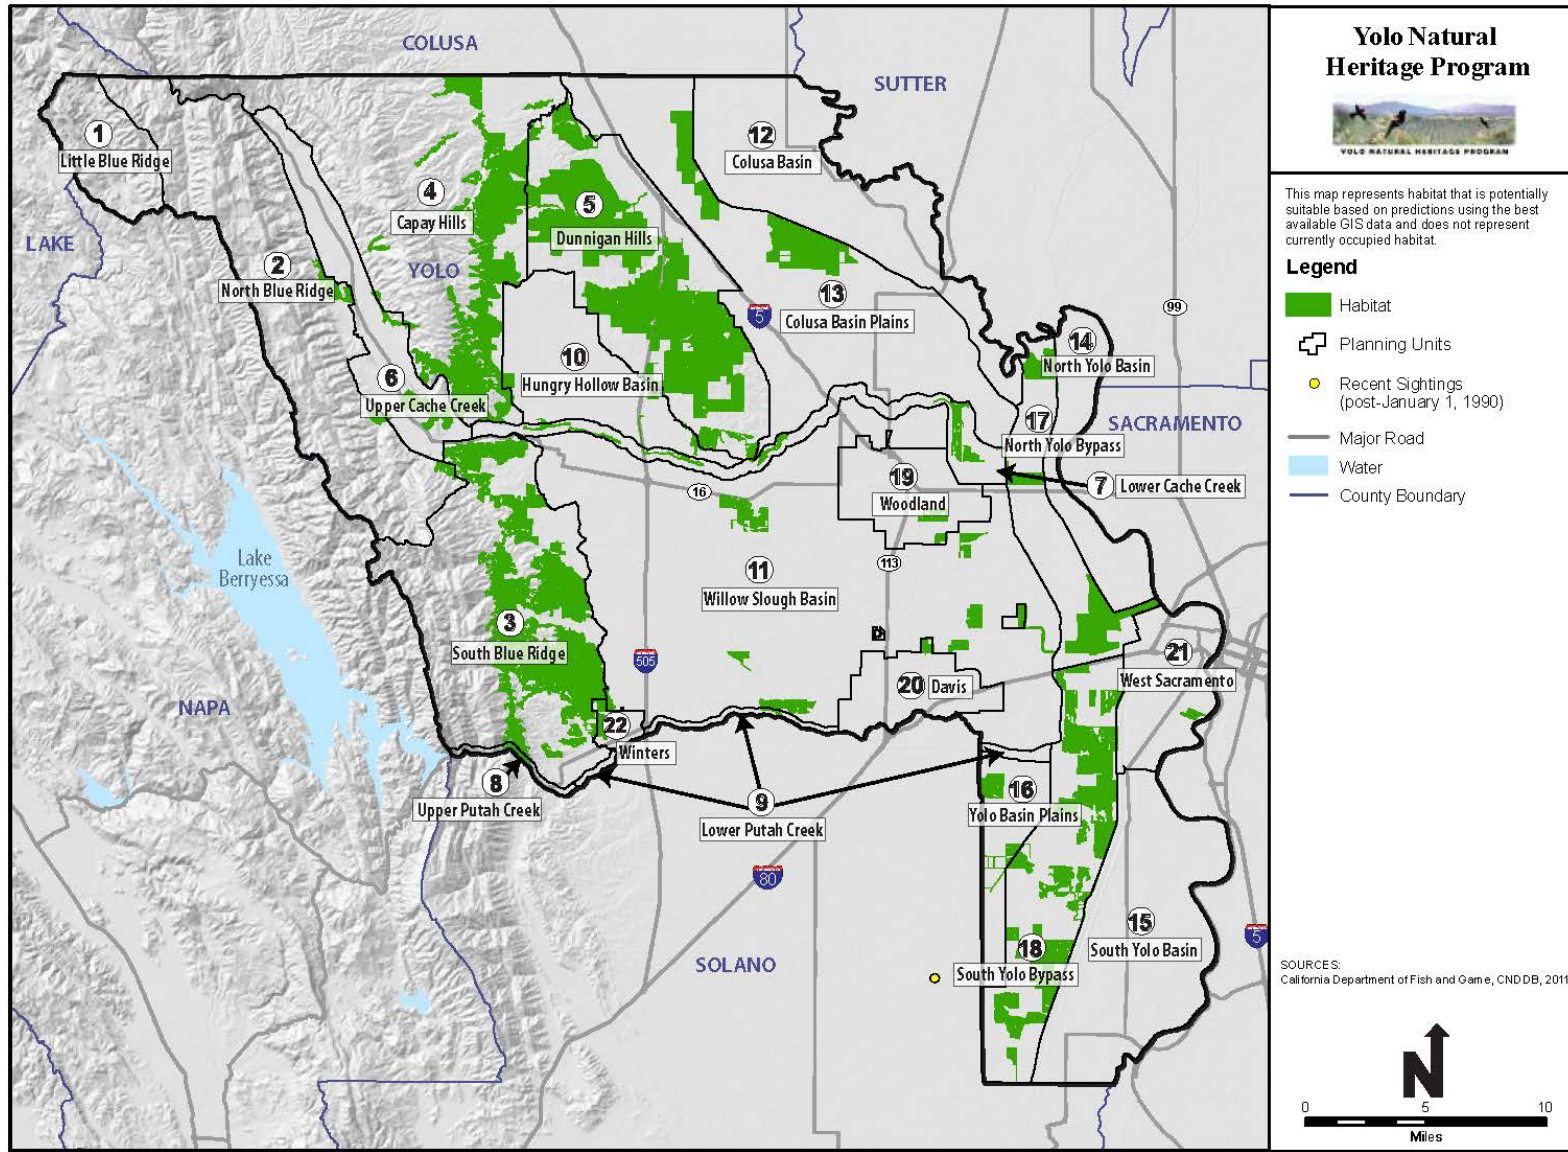 COLUSA
SUTTER
LAKE
YOLO
NAPA
SOLANO
SACRAMENTO
Lake
Berryessa
1
Little Blue Ridge
2
North Blue Ridge
3
South Blue Ridge
4
Capay Hills
5
Dunnigan Hills
6
Upper Cache Creek
7
Lower Cache Creek
8
Upper Putah Creek
9
Lower Putah Creek
10
Hungry Hollow Basin
11
Willow Slough Basin
12
Colusa Basin
13
Colusa Basin Plains
14
North Yolo Basin
15
South Yolo Basin
16
Yolo Basin Plains
17
North Yolo Bypass
18
South Yolo Bypass
19
Woodland
20
Davis
21
West Sacramento
22
Winters
5
99
16
113
505
80
5
Yolo Natural
Heritage Program
YOLO NATURAL HERITAGE PROGRAM
This map represents habitat that is potentially
suitable based on predictions using the best
available GIS data and does not represent
currently occupied habitat.
Legend
Habitat
Planning Units
Recent Sightings
(post-January 1, 1990)
Major Road
Water
County Boundary
SOURCES:
California Department of Fish and Game, CNDDB, 2011
N
0 5 10
Miles